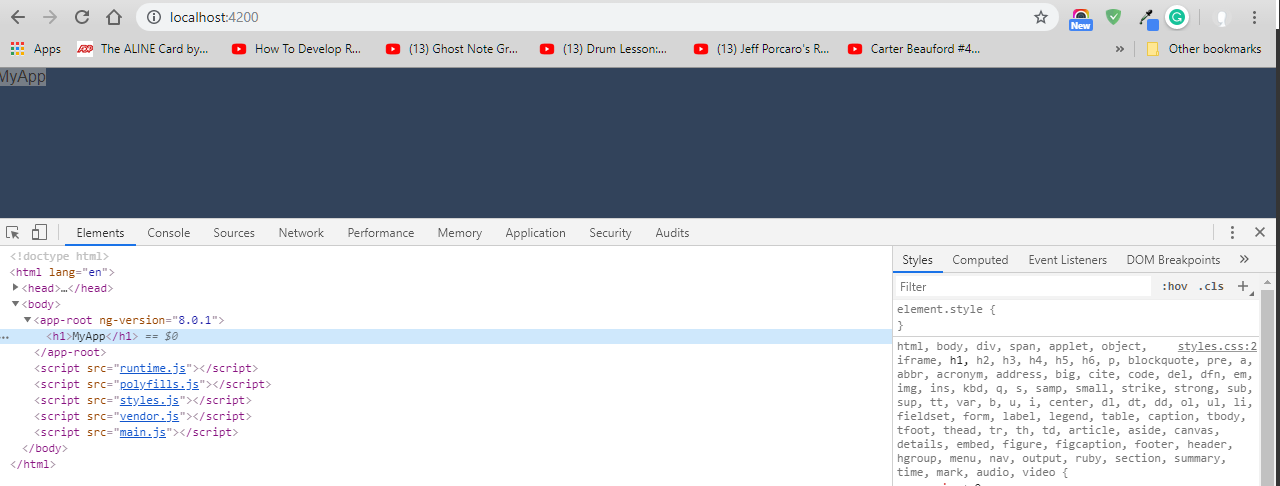 localhost:4200
New
G
Apps
The ALINE Card by...
How To Develop R...
(13) Ghost Note Gr...
(13) Drum Lesson:...
(13) Jeff Porcaro's R...
Carter Beauford #4...
»
Other bookmarks
MyApp
Elements Console Sources Network Performance Memory Application Security Audits
<!doctype html>
<html lang="en">
<head>…</head>
<body>
<app-root ng-version="8.0.1">
... <h1>MyApp</h1> == $0
</app-root>
<script src="runtime.js"></script>
<script src="polyfills.js"></script>
<script src="styles.js"></script>
<script src="vendor.js"></script>
<script src="main.js"></script>
</body>
</html>
Styles Computed Event Listeners DOM Breakpoints »
Filter :hov .cls +
element.style {
}
html, body, div, span, applet, object, styles.css:2
iframe, h1, h2, h3, h4, h5, h6, p, blockquote, pre, a,
abbr, acronym, address, big, cite, code, del, dfn, em,
img, ins, kbd, q, s, samp, small, strike, strong, sub,
sup, tt, var, b, u, i, center, dl, dt, dd, ol, ul, li,
fieldset, form, label, legend, table, caption, tbody,
tfoot, thead, tr, th, td, article, aside, canvas,
details, embed, figure, figcaption, footer, header,
hgroup, menu, nav, output, ruby, section, summary,
time, mark, audio, video {